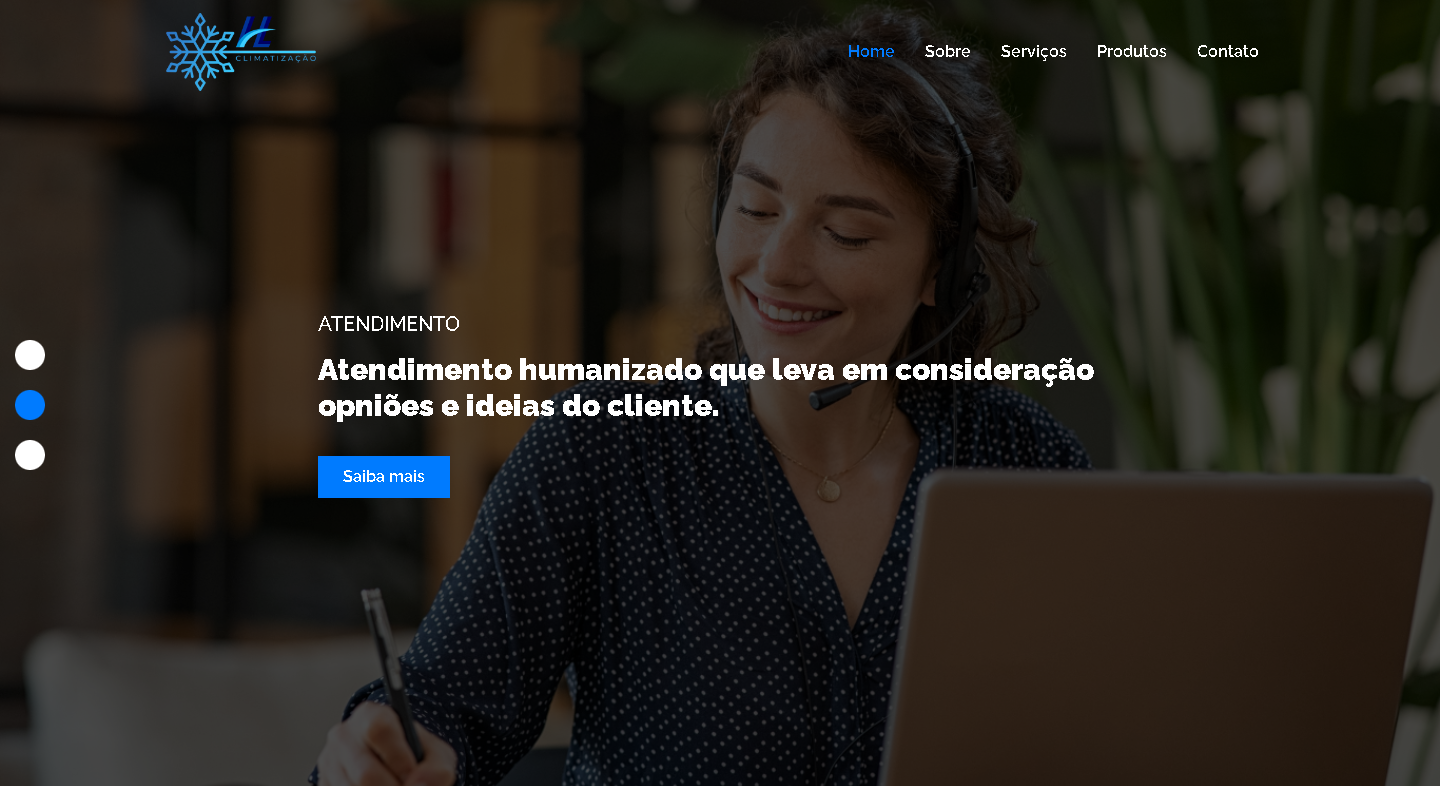 HL
CLIMATIZAÇÃO
Home Sobre Serviços Produtos Contato
ATENDIMENTO
Atendimento humanizado que leva em consideração
opniões e ideias do cliente.
Saiba mais